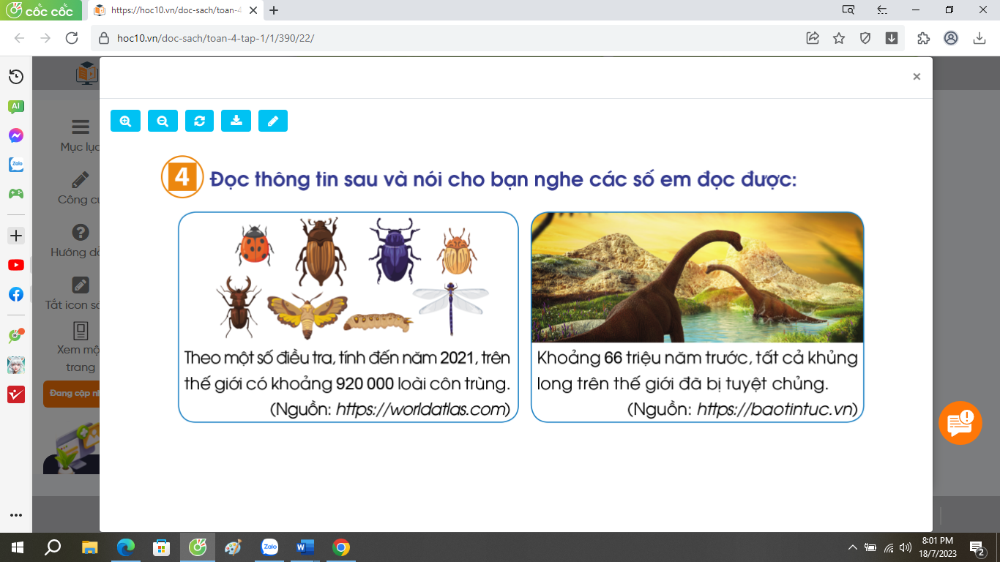 cốc cốc
https://hoc10.vn/doc-sach/toan-4
hoc10.vn/doc-sach/toan-4-tap-1/1/390/22/
AI
Zalo
Mục lục
Công cụ
Hướng dẫ
Tắt icon sá
Xem mộ
trang
Đang cập nh
4 Đọc thông tin sau và nói cho bạn nghe các số em đọc được:
Theo một số điều tra, tính đến năm 2021, trên
thế giới có khoảng 920 000 loài côn trùng.
(Nguồn: https://worldatlas.com)
Khoảng 66 triệu năm trước, tất cả khủng
long trên thế giới đã bị tuyệt chủng.
(Nguồn: https://baotintuc.vn)
Zalo
8:01 PM
18/7/2023
2